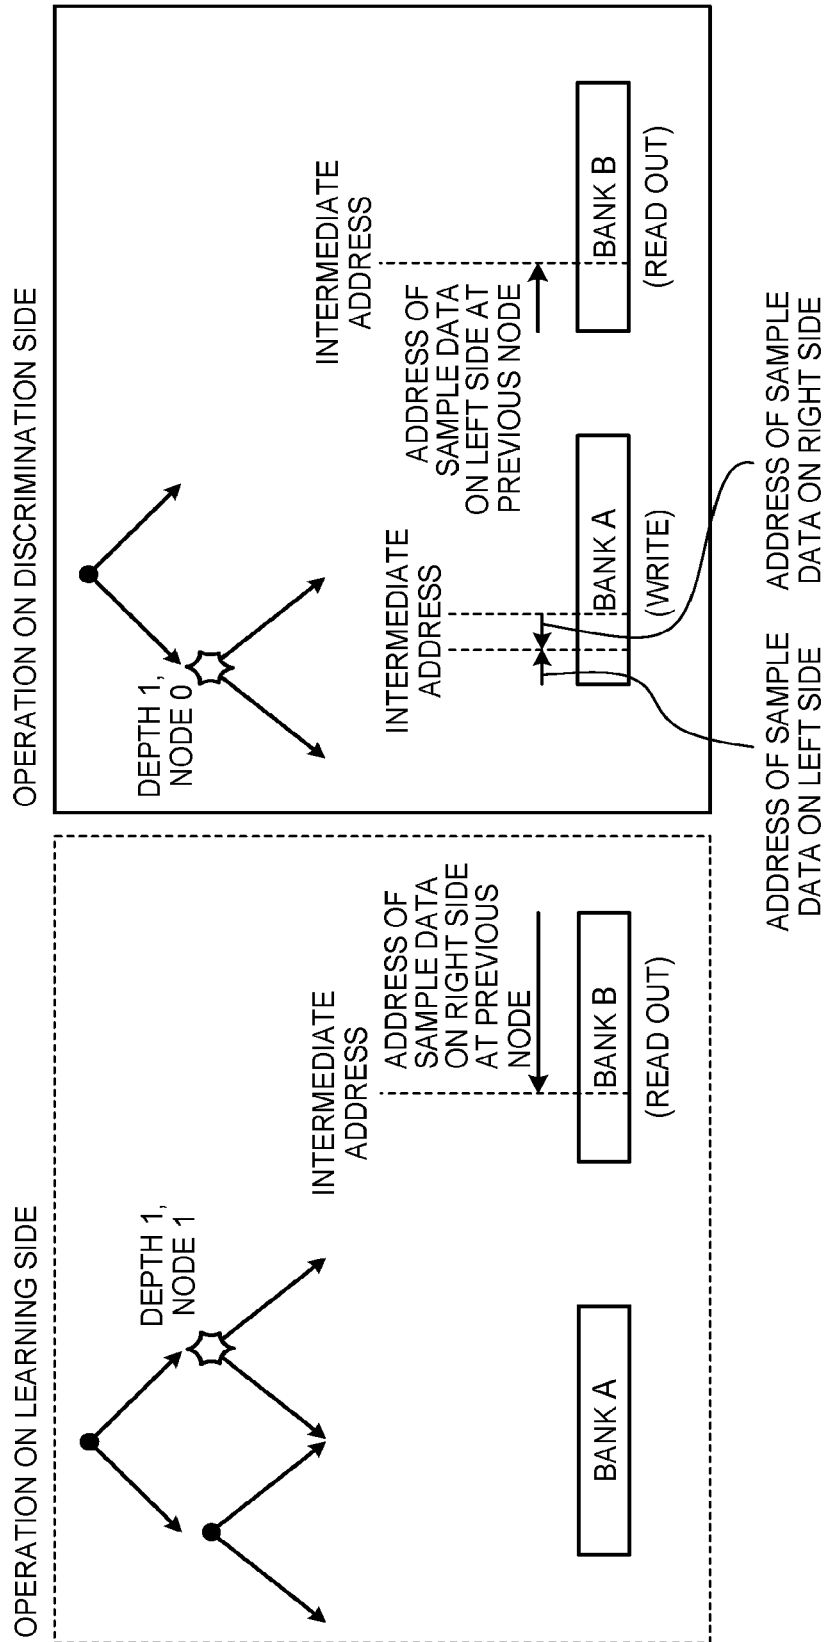 OPERATION ON LEARNING SIDE
DEPTH 1,
NODE 1
INTERMEDIATE
ADDRESS
ADDRESS OF
SAMPLE DATA
ON RIGHT SIDE
AT PREVIOUS
NODE
BANK A
BANK B
(READ OUT)
OPERATION ON DISCRIMINATION SIDE
DEPTH 1,
NODE 0
INTERMEDIATE
ADDRESS
INTERMEDIATE
ADDRESS
ADDRESS OF
SAMPLE DATA
ON LEFT SIDE AT
PREVIOUS NODE
BANK A
(WRITE)
BANK B
(READ OUT)
ADDRESS OF SAMPLE
DATA ON LEFT SIDE
ADDRESS OF SAMPLE
DATA ON RIGHT SIDE